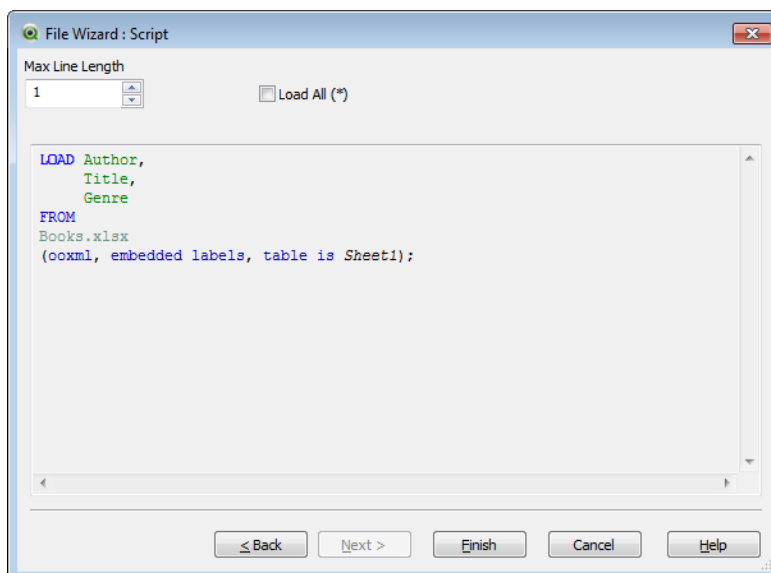 File Wizard : Script
Max Line Length
1
Load All (*)
LOAD Author,
Title,
Genre
FROM
Books.xlsx
(ooxml, embedded labels, table is Sheet1);
< Back Next > Finish Cancel Help